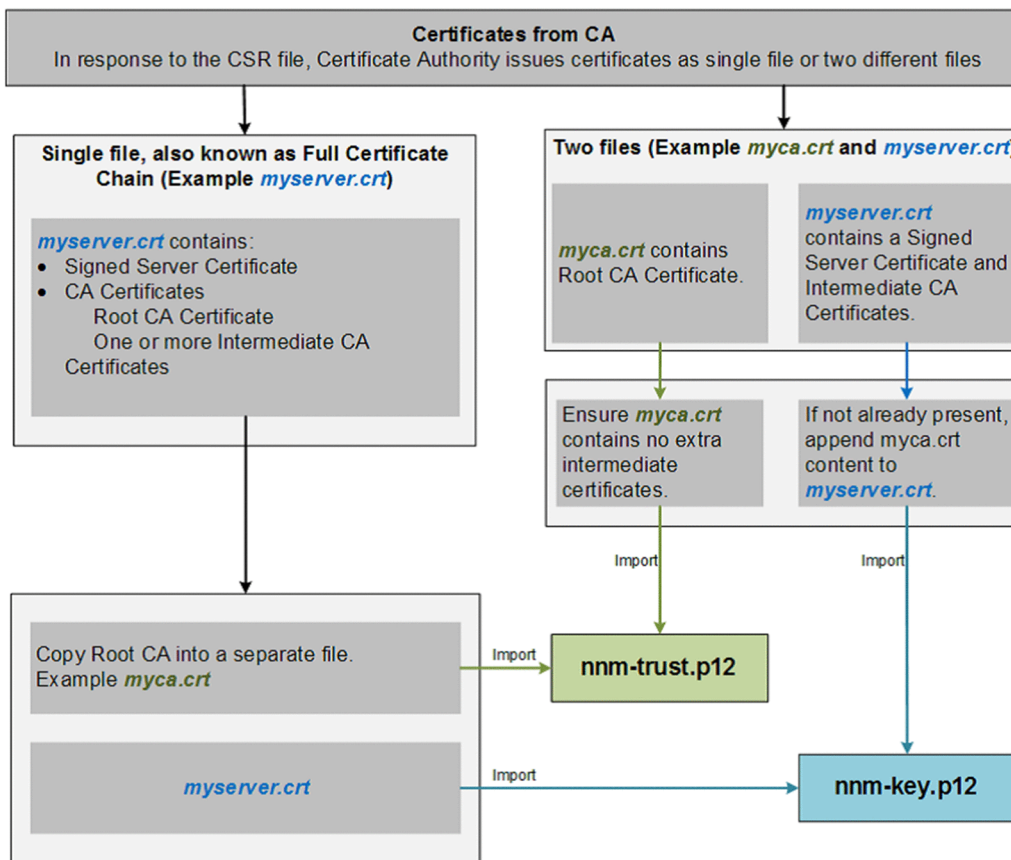 Certificates from CA
In response to the CSR file, Certificate Authority issues certificates as single file or two different files
Single file, also known as Full Certificate
Chain (Example myserver.crt)
myserver.crt contains:
• Signed Server Certificate
• CA Certificates
Root CA Certificate
One or more Intermediate CA
Certificates
Two files (Example myca.crt and myserver.crt)
myca.crt contains
Root CA Certificate.
myserver.crt
contains a Signed
Server Certificate and
Intermediate CA
Certificates.
Ensure myca.crt
contains no extra
intermediate
certificates.
If not already present,
append myca.crt
content to
myserver.crt.
Import
Import
Copy Root CA into a separate file.
Example myca.crt
Import
nnm-trust.p12
myserver.crt
Import
nnm-key.p12